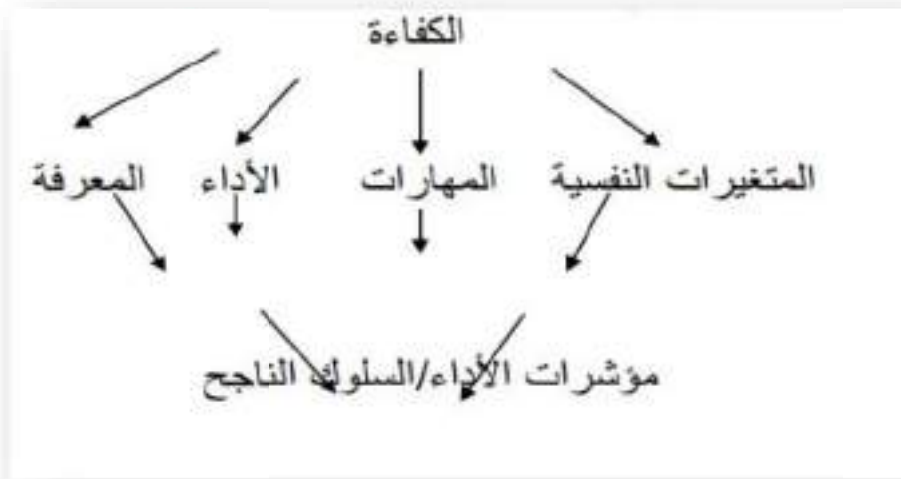 الكفاءة
المتغيرات النفسية المهارات الأداء المعرفة
مؤشرات الأداء/السلوك الناجح